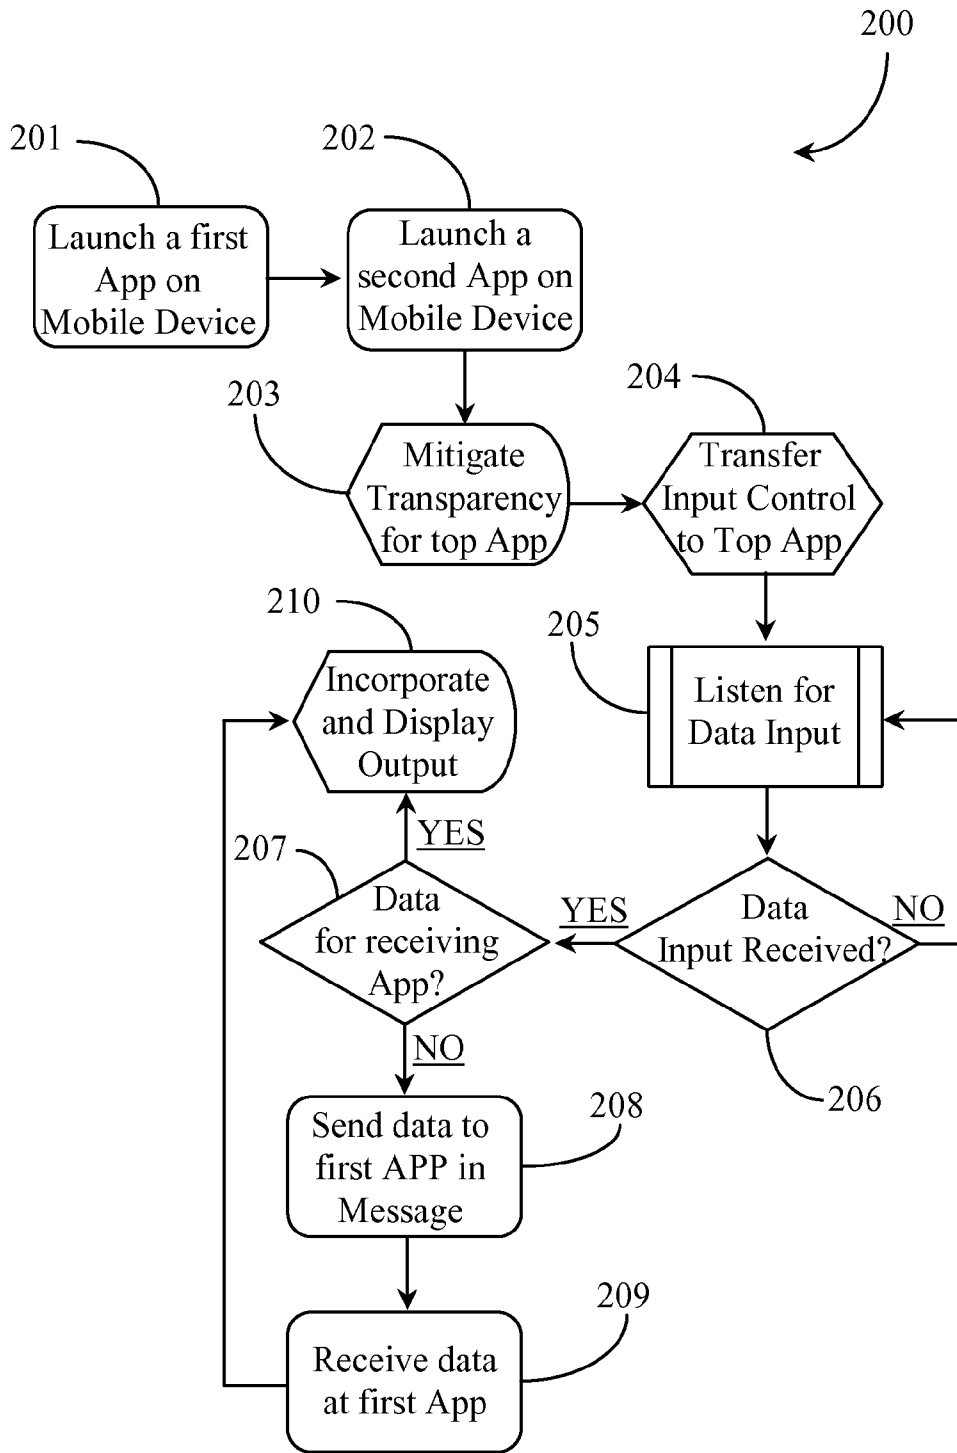 200
201
202
Launch a first
App on
Mobile Device
Launch a
second App on
Mobile Device
203
204
Mitigate
Transparency
for top App
Transfer
Input Control
to Top App
210
205
Incorporate
and Display
Output
Listen for
Data Input
YES
207
Data
for receiving
App?
YES
Data
Input Received?
NO
NO
206
Send data to
first APP in
Message
208
209
Receive data
at first App